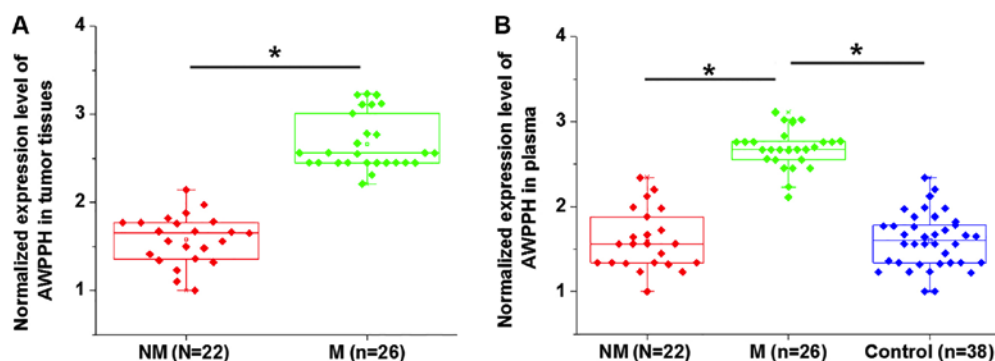 A
Normalized expression level of
AWPPH in tumor tissues
4
3
2
1
*
NM (N=22)
M (n=26)
B
Normalized expression level of
AWPPH in plasma
4
3
2
1
*
*
NM (N=22)
M (n=26)
Control (n=38)